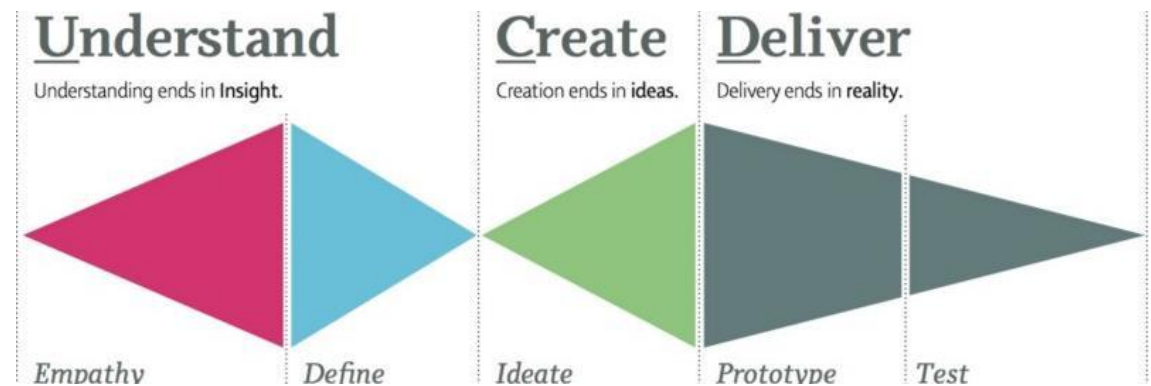 Understand
Understanding ends in Insight.
Create
Creation ends in ideas.
Deliver
Delivery ends in reality.
Empathy
Define
Ideate
Prototype
Test